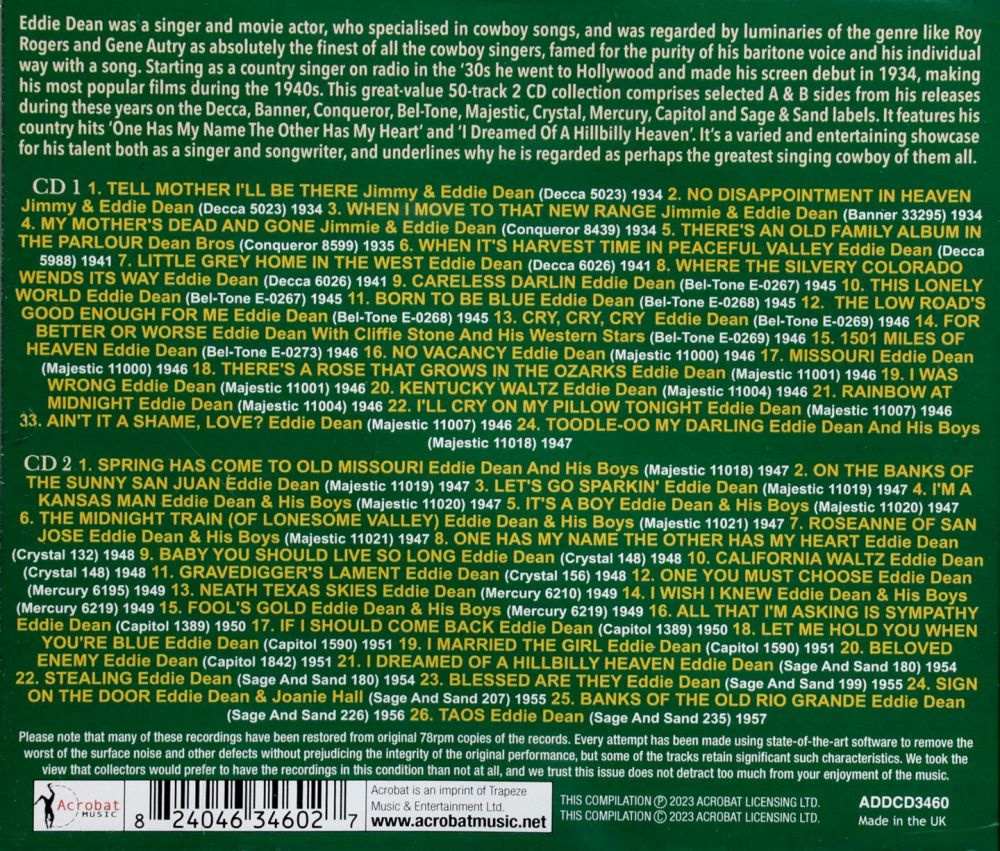 Eddie Dean was a singer and movie actor, who specialised in cowboy songs, and was regarded by luminaries of the genre like Roy
Rogers and Gene Autry as absolutely the finest of all the cowboy singers, famed for the purity of his baritone voice and his individual
way with a song. Starting as a country singer on radio in the '30s he went to Hollywood and made his screen debut in 1934, making
his most popular films during the 1940s. This great-value 50-track 2 CD collection comprises selected A & B sides from his releases
during these years on the Decca, Banner, Conqueror, Bel-Tone, Majestic, Crystal, Mercury, Capitol and Sage & Sand labels. It features his
country hits 'One Has My Name The Other Has My Heart' and 'I Dreamed Of A Hillbilly Heaven'. It's a varied and entertaining showcase
for his talent both as a singer and songwriter, and underlines why he is regarded as perhaps the greatest singing cowboy of them all.
CD 1 1. TELL MOTHER I'LL BE THERE Jimmy & Eddie Dean (Decca 5023) 1934 2. NO DISAPPOINTMENT IN HEAVEN
Jimmy & Eddie Dean (Decca 5023) 1934 3. WHEN I MOVE TO THAT NEW RANGE Jimmie & Eddie Dean (Banner 33295) 1934
4. MY MOTHER'S DEAD AND GONE Jimmie & Eddie Dean (Conqueror 8439) 1934 5. THERE'S AN OLD FAMILY ALBUM IN
THE PARLOUR Dean Bros (Conqueror 8599) 1935 6. WHEN IT'S HARVEST TIME IN PEACEFUL VALLEY Eddie Dean (Decca
5988) 1941 7. LITTLE GREY HOME IN THE WEST Eddie Dean (Decca 6026) 1941 8. WHERE THE SILVERY COLORADO
WENDS ITS WAY Eddie Dean (Decca 6026) 1941 9. CARELESS DARLIN Eddie Dean (Bel-Tone E-0267) 1945 10. THIS LONELY
WORLD Eddie Dean (Bel-Tone E-0267) 1945 11. BORN TO BE BLUE Eddie Dean (Bel-Tone E-0268) 1945 12. THE LOW ROAD'S
GOOD ENOUGH FOR ME Eddie Dean (Bel-Tone E-0268) 1945 13. CRY, CRY, CRY Eddie Dean (Bel-Tone E-0269) 1946 14. FOR
BETTER OR WORSE Eddie Dean With Cliffie Stone And His Western Stars (Bel-Tone E-0269) 1946 15. 1501 MILES OF
HEAVEN Eddie Dean (Bel-Tone E-0273) 1946 16. NO VACANCY Eddie Dean (Majestic 11000) 1946 17. MISSOURI Eddie Dean
(Majestic 11000) 1946 18. THERE'S A ROSE THAT GROWS IN THE OZARKS Eddie Dean (Majestic 11001) 1946 19. I WAS
WRONG Eddie Dean (Majestic 11001) 1946 20. KENTUCKY WALTZ Eddie Dean (Majestic 11004) 1946 21. RAINBOW AT
MIDNIGHT Eddie Dean (Majestic 11004) 1946 22. I'LL CRY ON MY PILLOW TONIGHT Eddie Dean (Majestic 11007) 1946
33. AIN'T IT A SHAME, LOVE? Eddie Dean (Majestic 11007) 1946 24. TOODLE-OO MY DARLING Eddie Dean And His Boys
(Majestic 11018) 1947
CD 2 1. SPRING HAS COME TO OLD MISSOURI Eddie Dean And His Boys (Majestic 11018) 1947 2. ON THE BANKS OF
THE SUNNY SAN JUAN Eddie Dean (Majestic 11019) 1947 3. LET'S GO SPARKIN' Eddie Dean (Majestic 11019) 1947 4. I'M A
KANSAS MAN Eddie Dean & His Boys (Majestic 11020) 1947 5. IT'S A BOY Eddie Dean & His Boys (Majestic 11020) 1947
6. THE MIDNIGHT TRAIN (OF LONESOME VALLEY) Eddie Dean & His Boys (Majestic 11021) 1947 7. ROSEANNE OF SAN
JOSE Eddie Dean & His Boys (Majestic 11021) 1947 8. ONE HAS MY NAME THE OTHER HAS MY HEART Eddie Dean
(Crystal 132) 1948 9. BABY YOU SHOULD LIVE SO LONG Eddie Dean (Crystal 148) 1948 10. CALIFORNIA WALTZ Eddie Dean
(Crystal 148) 1948 11. GRAVEDIGGER'S LAMENT Eddie Dean (Crystal 156) 1948 12. ONE YOU MUST CHOOSE Eddie Dean
(Mercury 6195) 1949 13. NEATH TEXAS SKIES Eddie Dean (Mercury 6210) 1949 14. I WISH I KNEW Eddie Dean & His Boys
(Mercury 6219) 1949 15. FOOL'S GOLD Eddie Dean & His Boys (Mercury 6219) 1949 16. ALL THAT I'M ASKING IS SYMPATHY
Eddie Dean (Capitol 1389) 1950 17. IF I SHOULD COME BACK Eddie Dean (Capitol 1389) 1950 18. LET ME HOLD YOU WHEN
YOU'RE BLUE Eddie Dean (Capitol 1590) 1951 19. I MARRIED THE GIRL Eddie Dean (Capitol 1590) 1951 20. BELOVED
ENEMY Eddie Dean (Capitol 1842) 1951 21. I DREAMED OF A HILLBILLY HEAVEN Eddie Dean (Sage And Sand 180) 1954
22. STEALING Eddie Dean (Sage And Sand 180) 1954 23. BLESSED ARE THEY Eddie Dean (Sage And Sand 199) 1955 24. SIGN
ON THE DOOR Eddie Dean & Joanie Hall (Sage And Sand 207) 1955 25. BANKS OF THE OLD RIO GRANDE Eddie Dean
(Sage And Sand 226) 1956 26. TAOS Eddie Dean (Sage And Sand 235) 1957
Please note that many of these recordings have been restored from original 78rpm copies of the records. Every attempt has been made using state-of-the-art software to remove the
worst of the surface noise and other defects without prejudicing the integrity of the original performance, but some of the tracks retain significant such characteristics. We took the
view that collectors would prefer to have the recordings in this condition than not at all, and we trust this issue does not detract too much from your enjoyment of the music.
Acrobat
MUSIC
8 24046 34602 7
Acrobat is an imprint of Trapeze
Music & Entertainment Ltd.
www.acrobatmusic.net
THIS COMPILATION Ⓟ 2023 ACROBAT LICENSING LTD.
THIS COMPILATION © 2023 ACROBAT LICENSING LTD.
ADDCD3460
Made in the UK